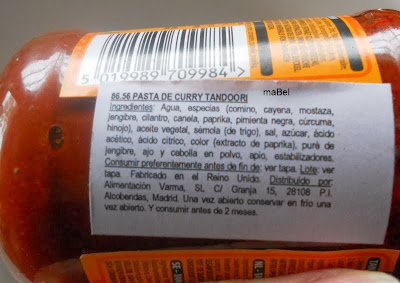 5 019989 709984 >
maBel
86.56 PASTA DE CURRY TANDOORI
Ingredientes: Agua, especias (comino, cayena, mostaza,
jengibre, cilantro, canela, paprika, pimienta negra, cúrcuma,
hinojo), aceite vegetal, sémola (de trigo), sal, azúcar, ácido
acético, ácido cítrico, color (extracto de paprika), puré de
jengibre, ajo y cebolla en polvo, apio, estabilizadores.
Consumir preferentemente antes de fin de: ver tapa. Lote: ver
tapa. Fabricado en el Reino Unido. Distribuido por:
Alimentación Varma, SL, C/ Granja 15, 28108 P.I.
Alcobendas, Madrid. Una vez abierto conservar en frío una
vez abierto. Y consumir antes de 2 meses.